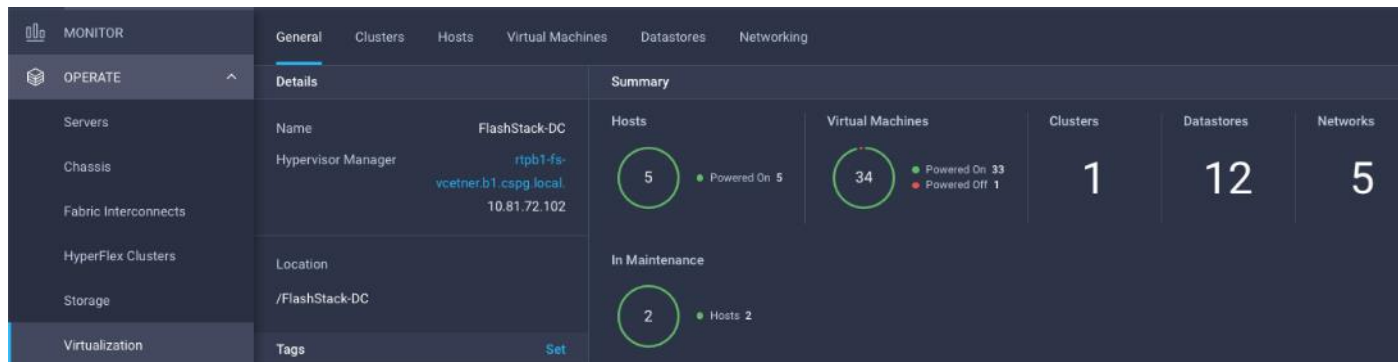 MONITOR
OPERATE
Servers
Chassis
Fabric Interconnects
HyperFlex Clusters
Storage
Virtualization
General Clusters Hosts Virtual Machines Datastores Networking
Details
Name FlashStack-DC
Hypervisor Manager rtpb1-fs-
vcetner.b1.cspg.local.
10.81.72.102
Location
/FlashStack-DC
Tags Set
Summary
Hosts
5 Powered On 5
Virtual Machines
34 Powered On 33
Powered Off 1
Clusters
1
Datastores
12
Networks
5
In Maintenance
2 Hosts 2